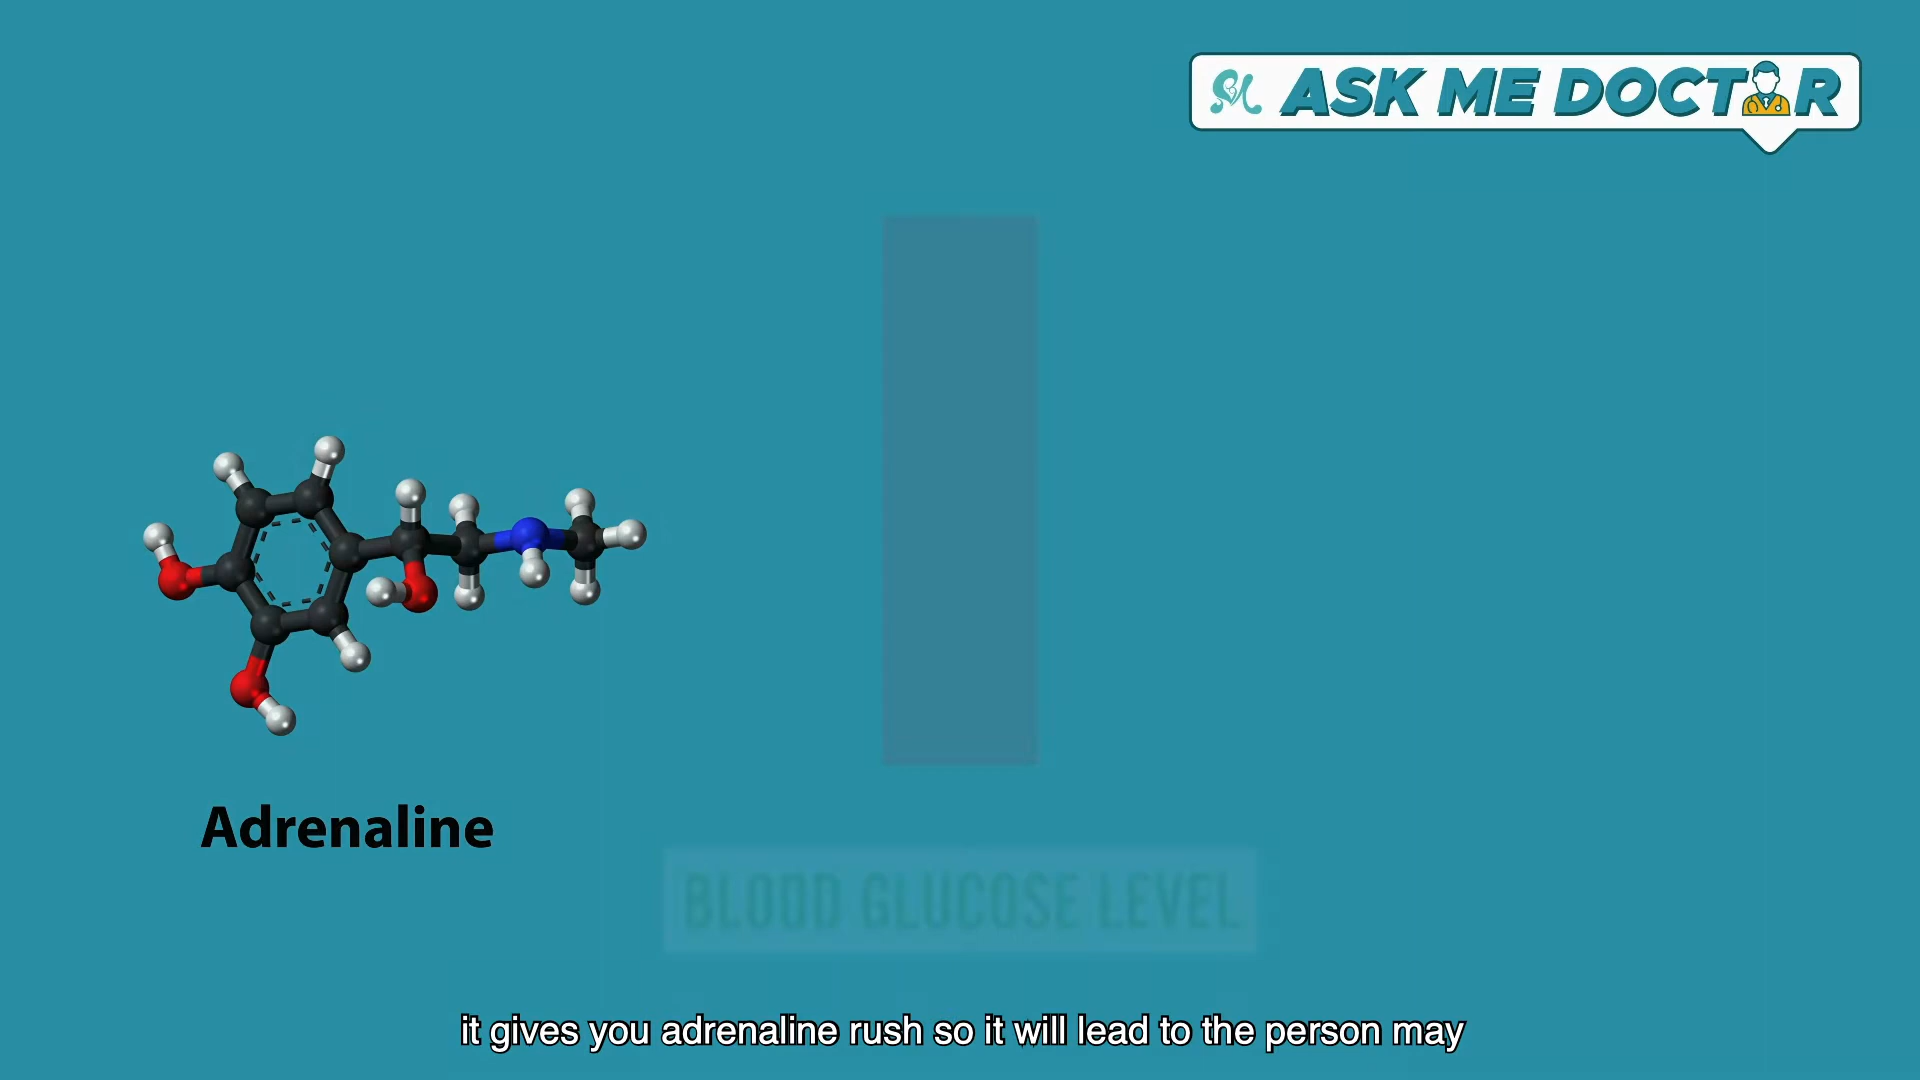 ASK ME DOCTOR
Adrenaline
BLOOD GLUCOSE LEVEL
it gives you adrenaline rush so it will lead to the person may